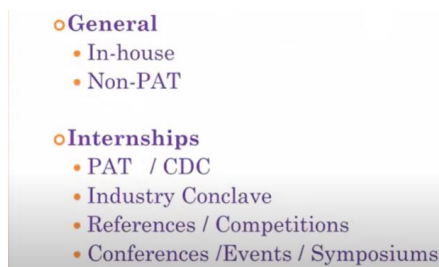 General
In-house
Non-PAT
Internships
PAT / CDC
Industry Conclave
References / Competitions
Conferences /Events / Symposiums